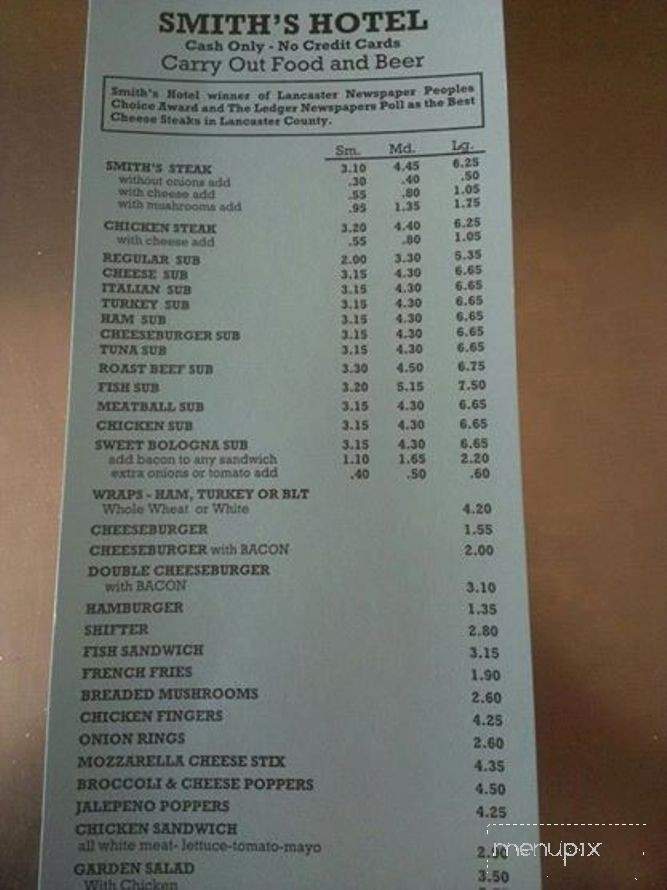 SMITH'S HOTEL
Cash Only - No Credit Cards
Carry Out Food and Beer
Smith's Hotel winner of Lancaster Newspaper Peoples
Choice Award and The Ledger Newspapers Poll as the Best
Cheese Steaks in Lancaster County.
Sm. Md. Lg.
SMITH'S STEAK 3.10 4.45 6.25
without onions add .30 .40 .50
with cheese add .55 .80 1.05
with mushrooms add .95 1.35 1.75
CHICKEN STEAK 3.20 4.40 6.25
with cheese add .55 .80 1.05
REGULAR SUB 2.00 3.30 5.35
CHEESE SUB 3.15 4.30 6.65
ITALIAN SUB 3.15 4.30 6.65
TURKEY SUB 3.15 4.30 6.65
HAM SUB 3.15 4.30 6.65
CHEESEBURGER SUB 3.15 4.30 6.65
TUNA SUB 3.15 4.30 6.65
ROAST BEEF SUB 3.30 4.50 6.75
FISH SUB 3.20 5.15 7.50
MEATBALL SUB 3.15 4.30 6.65
CHICKEN SUB 3.15 4.30 6.65
SWEET BOLOGNA SUB 3.15 4.30 6.65
add bacon to any sandwich 1.10 1.65 2.20
extra onions or tomato add .40 .50 .60
WRAPS - HAM, TURKEY OR BLT
Whole Wheat or White 4.20
CHEESEBURGER 1.55
CHEESEBURGER with BACON 2.00
DOUBLE CHEESEBURGER
with BACON 3.10
HAMBURGER 1.35
SHIFTER 2.80
FISH SANDWICH 3.15
FRENCH FRIES 1.90
BREADED MUSHROOMS 2.60
CHICKEN FINGERS 4.25
ONION RINGS 2.60
MOZZARELLA CHEESE STIX 4.35
BROCCOLI & CHEESE POPPERS 4.50
JALEPENO POPPERS 4.25
CHICKEN SANDWICH
all white meat- lettuce-tomato-mayo
GARDEN SALAD 3.50
With Chicken
menupix